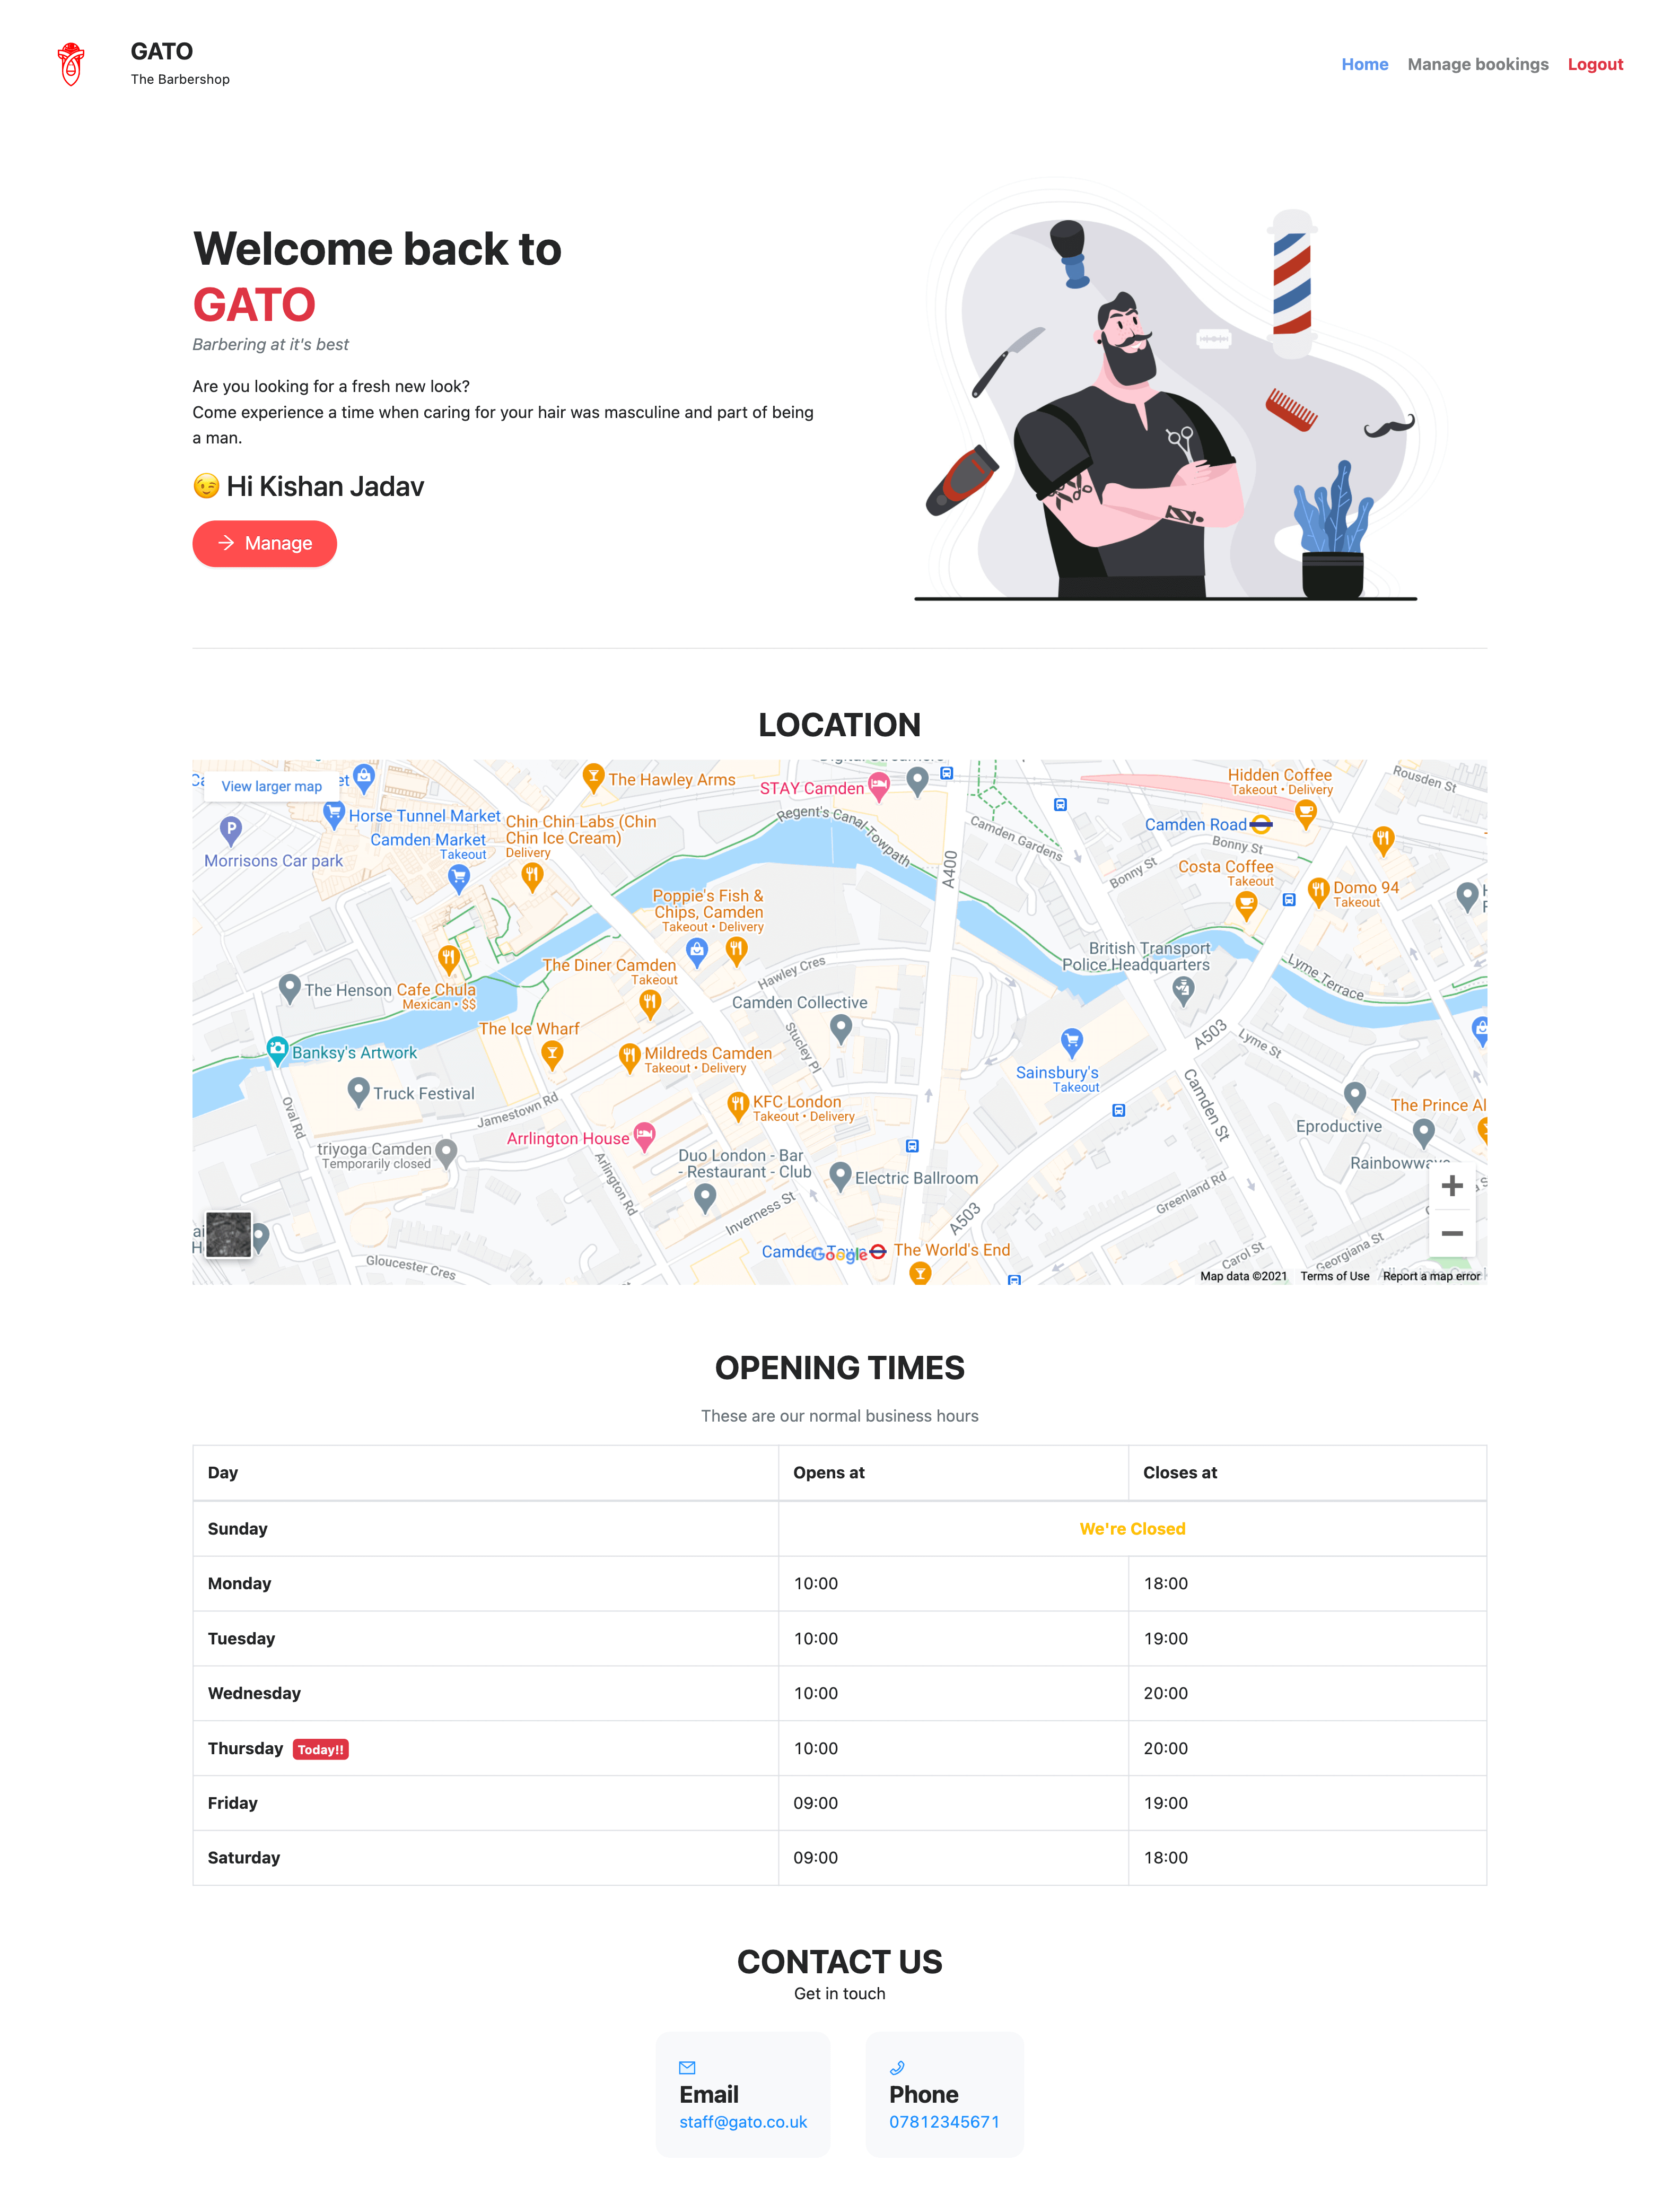 GATO
The Barbershop
Home
Manage bookings
Logout
Welcome back to
GATO
Barbering at it's best
Are you looking for a fresh new look?
Come experience a time when caring for your hair was masculine and part of being
a man.
😉 Hi Kishan Jadav
→ Manage
LOCATION
View larger map
The Hawley Arms
STAY Camden
Hidden Coffee
Takeout • Delivery
Rousden St
Horse Tunnel Market
Chin Chin Labs (Chin
Chin Ice Cream)
Delivery
Camden Market
Takeout
Morrisons Car park
Regent's Canal Towpath
A400
Camden Gardens
Camden Road
Bonny St
Bonny St
Costa Coffee
Takeout
Domo 94
Takeout
Poppie's Fish &
Chips, Camden
Takeout • Delivery
British Transport
Police Headquarters
Lyme Terrace
The Diner Camden
Takeout
Hawley Cres
The Henson
Cafe Chula
Mexican • $$
Camden Collective
The Ice Wharf
Stucley Pl
A503
Lyme St
Banksy's Artwork
Mildreds Camden
Takeout • Delivery
Sainsbury's
Takeout
Truck Festival
Oval Rd
Jamestown Rd
KFC London
Takeout • Delivery
Camden St
The Prince Al
Eproductive
Arrlington House
triyoga Camden
Temporarily closed
Duo London - Bar
- Restaurant - Club
Electric Ballroom
Arlington Rd
Greenland Rd
Inverness St
A503
Camden Town
Google
The World's End
Gloucester Cres
Carol St
Georgiana St
Map data ©2021
Terms of Use
Report a map error
OPENING TIMES
These are our normal business hours
Day
Opens at
Closes at
Sunday
We're Closed
Monday
10:00
18:00
Tuesday
10:00
19:00
Wednesday
10:00
20:00
Thursday Today!!
10:00
20:00
Friday
09:00
19:00
Saturday
09:00
18:00
CONTACT US
Get in touch
Email
staff@gato.co.uk
Phone
07812345671